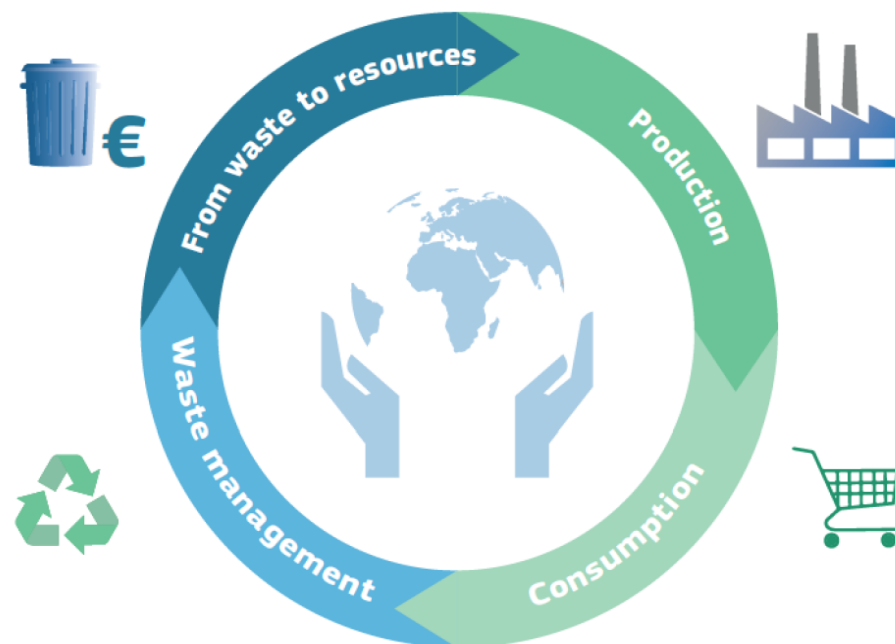 From waste to resources
Production
Consumption
Waste management
€